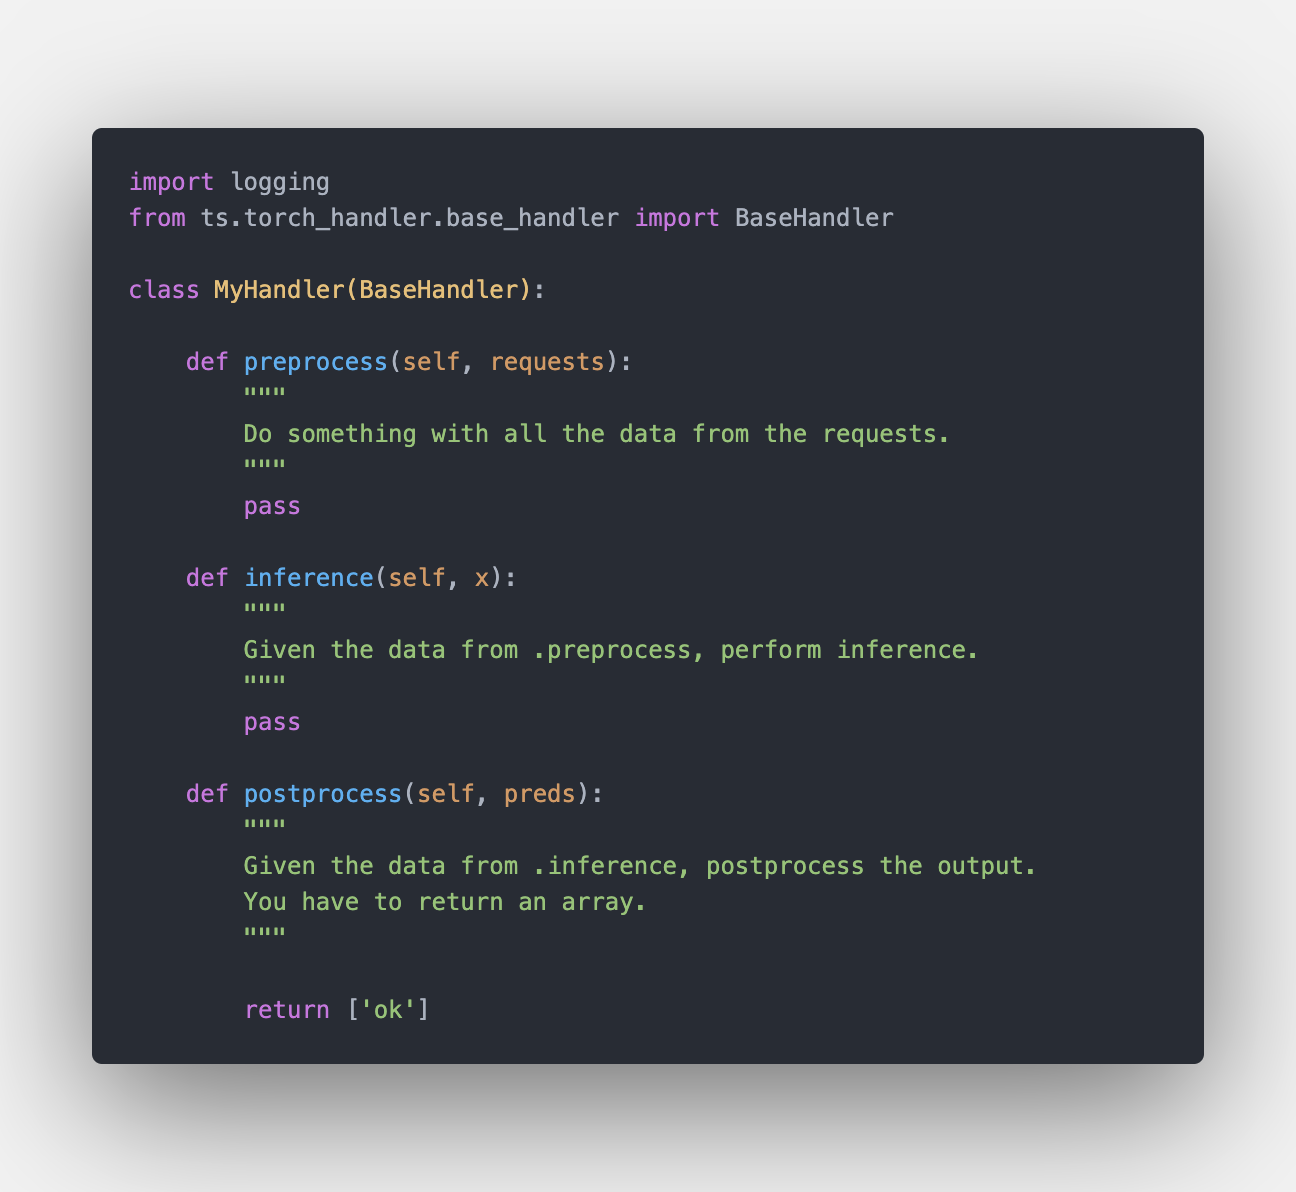 import logging
from ts.torch_handler.base_handler import BaseHandler

class MyHandler(BaseHandler):

    def preprocess(self, requests):
        """
        Do something with all the data from the requests.
        """
        pass

    def inference(self, x):
        """
        Given the data from .preprocess, perform inference.
        """
        pass

    def postprocess(self, preds):
        """
        Given the data from .inference, postprocess the output.
        You have to return an array.
        """

        return ['ok']